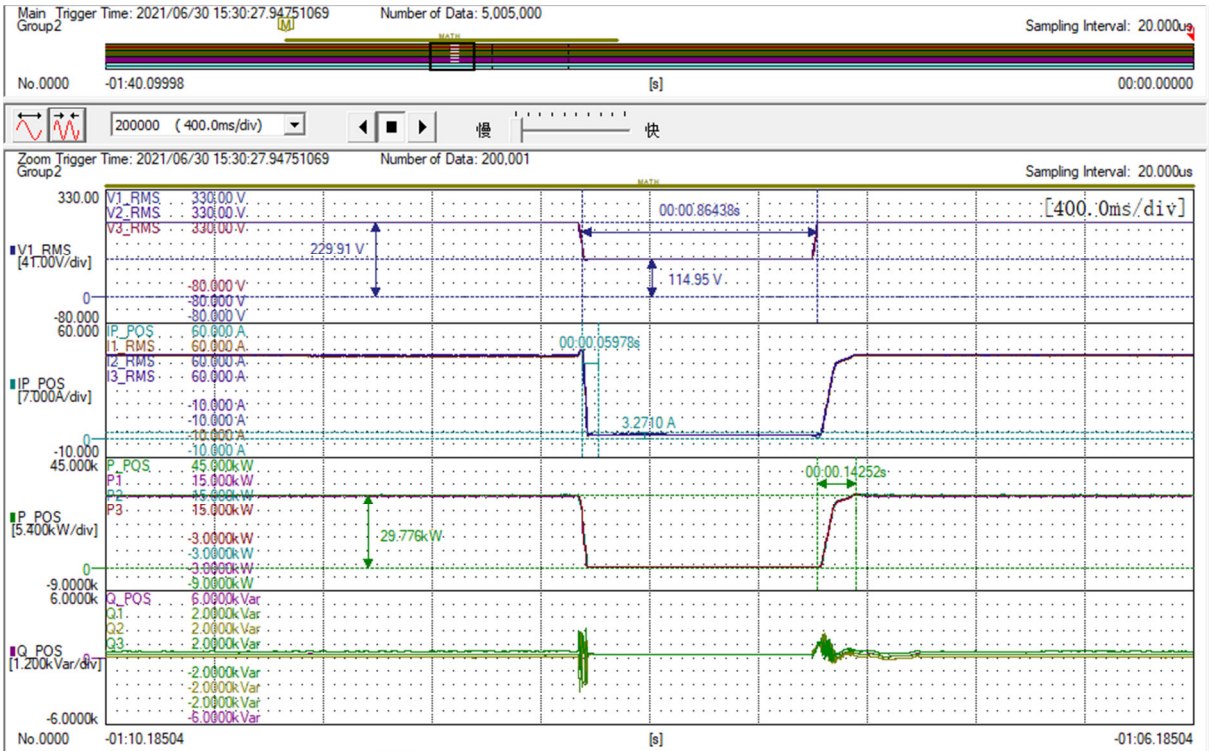 Main Trigger Time: 2021/06/30 15:30:27.94751069 Number of Data: 5,005,000
Group2 M Sampling Interval: 20.000us
MATH
No.0000 -01:40.09998 [s] 00:00.00000
200000 ( 400.0ms/div) 慢 快
Zoom Trigger Time: 2021/06/30 15:30:27.94751069 Number of Data: 200,001
Group2 Sampling Interval: 20.000us
MATH
330.00 V1_RMS 330.00 V [400.0ms/div]
V2_RMS 330.00 V 00:00.86438s
V3_RMS 330.00 V
V1_RMS 229.91 V
[41.00V/div]
114.95 V
-80.000 V
0 -80.000 V
-80.000 -80.000 V
60.000 IP_POS 60.000 A
I1_RMS 60.000 A 00:00.05978s
I2_RMS 60.000 A
I3_RMS 60.000 A
IP_POS
[7.000A/div]
-10.000 A
-10.000 A 3.2710 A
0 -10.000 A
-10.000 -10.000 A
45.000k P_POS 45.000kW 00:00.14252s
P1 15.000kW
P2 15.000kW
P3 15.000kW
P_POS
[5.400kW/div]
29.776kW
-3.0000kW
-3.0000kW
0 -3.0000kW
-9.0000k -9.0000kW
6.0000k Q_POS 6.0000kVar
Q1 2.0000kVar
Q2 2.0000kVar
Q3 2.0000kVar
Q_POS 0
[1.200kVar/div]
-2.0000kVar
-2.0000kVar
-2.0000kVar
-6.0000k -6.0000kVar
No.0000 -01:10.18504 [s] -01:06.18504